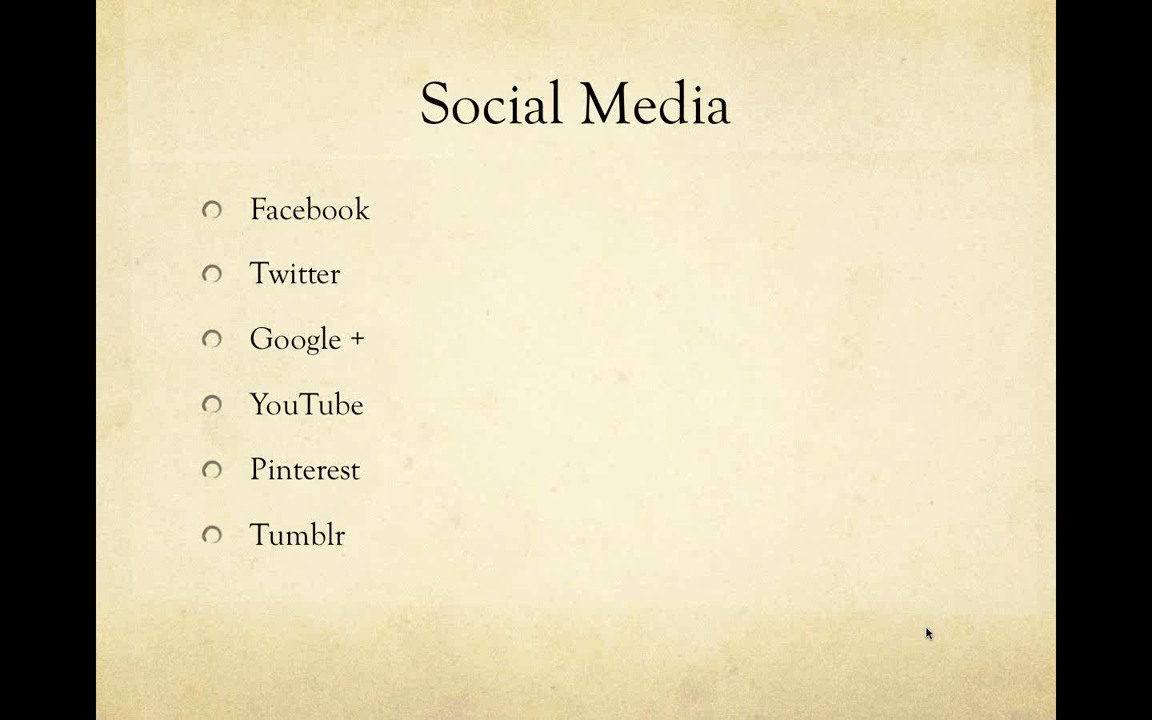 Social Media
Facebook
Twitter
Google +
YouTube
Pinterest
Tumblr